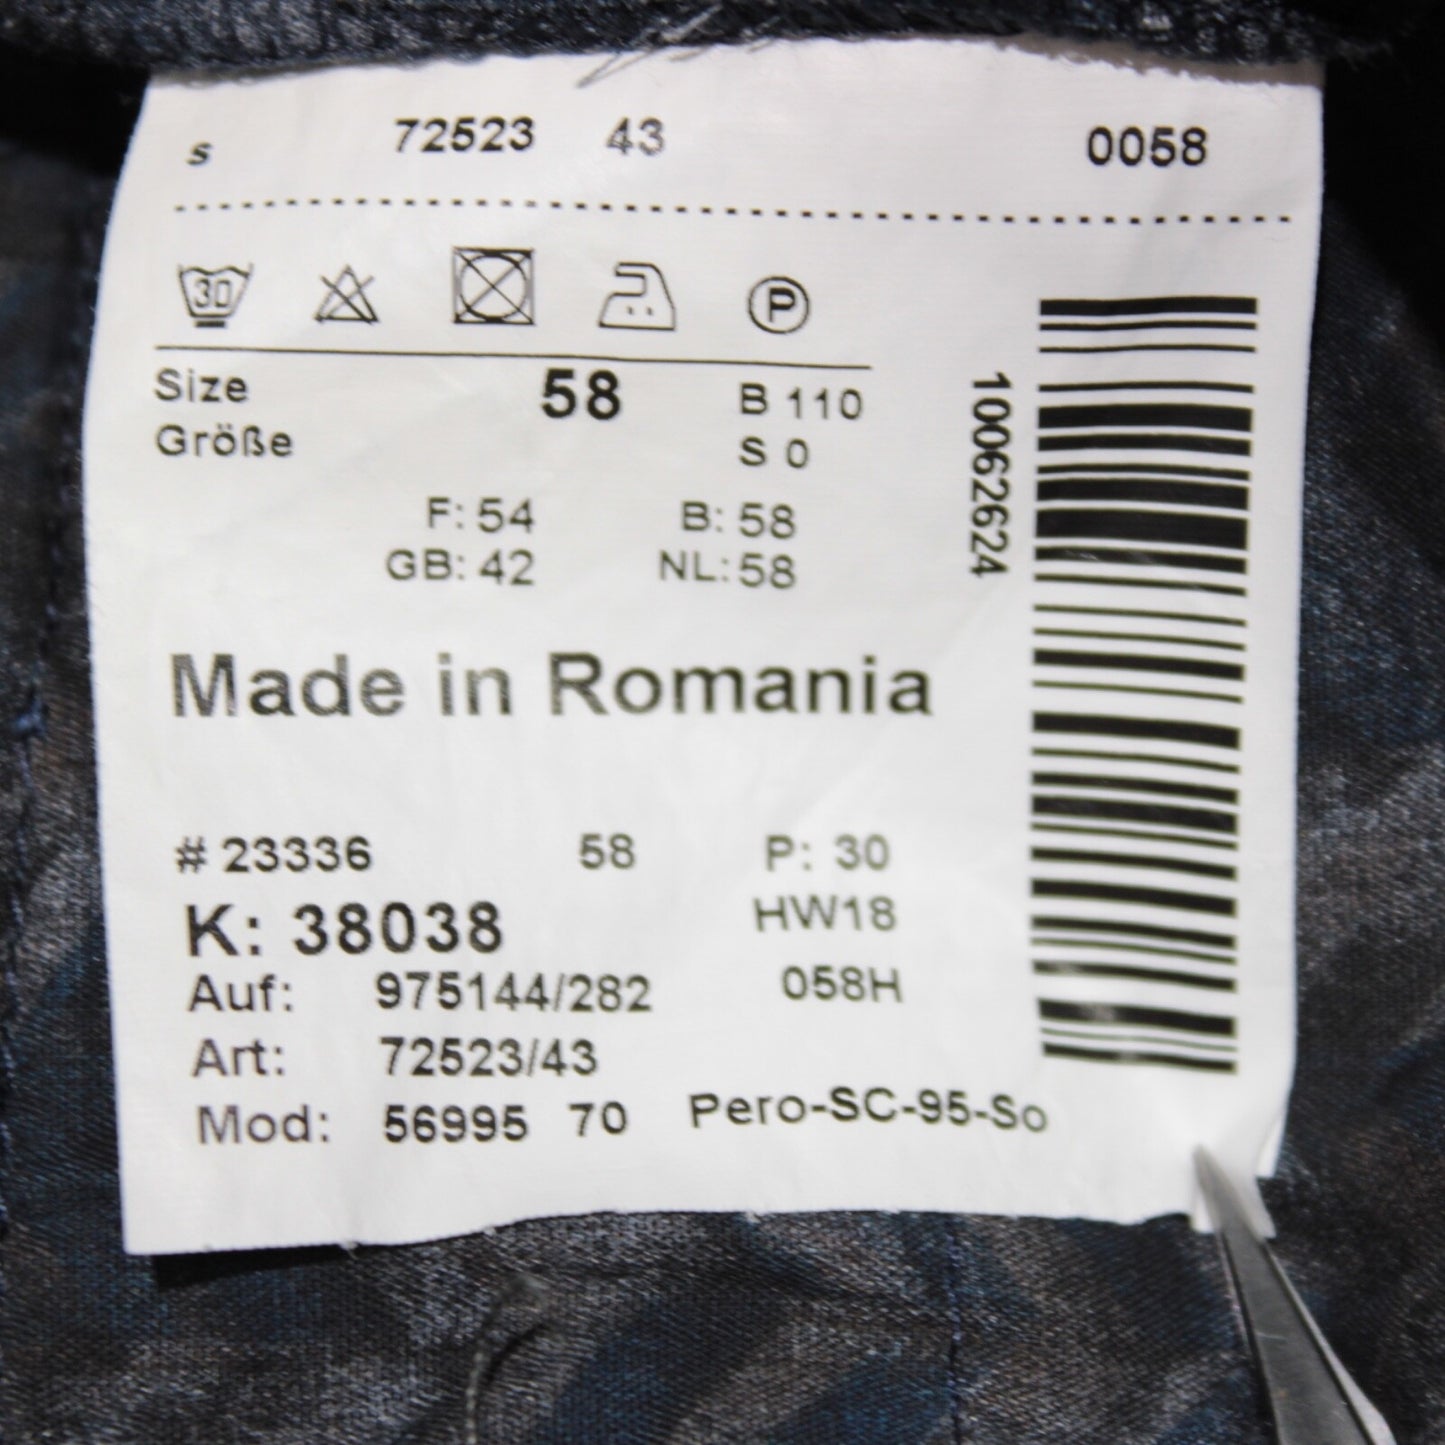 s 72523 43 0058
30 P
Size 58 B 110
Größe S 0
F: 54 B: 58
GB: 42 NL: 58
Made in Romania
# 23336 58 P: 30
K: 38038 HW18
Auf: 975144/282 058H
Art: 72523/43
Mod: 56995 70 Pero-SC-95-So
10062624